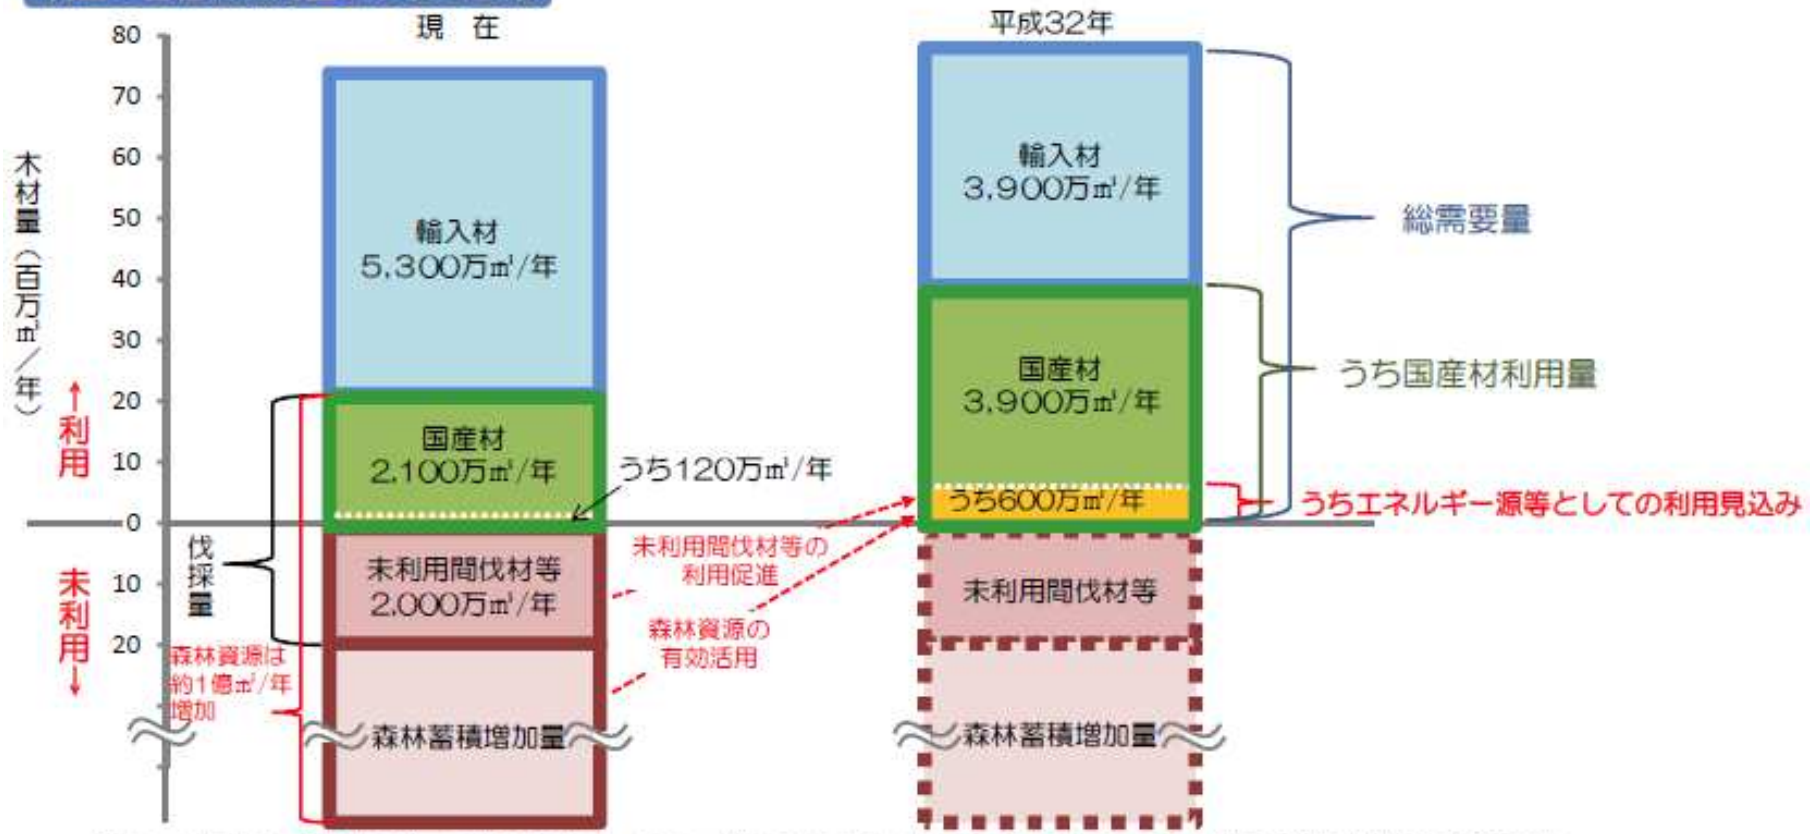 現 在
平成32年
80
70
60
50
40
30
20
10
0
10
20
木材量(百万㎥/年)
←利用
未利用→
輸入材
5,300万㎥/年
国産材
2,100万㎥/年
うち120万㎥/年
伐採量
未利用間伐材等
2,000万㎥/年
森林資源は
約1億㎥/年
増加
森林蓄積増加量
未利用間伐材等の
利用促進
森林資源の
有効活用
輸入材
3,900万㎥/年
国産材
3,900万㎥/年
うち600万㎥/年
未利用間伐材等
森林蓄積増加量
総需要量
うち国産材利用量
うちエネルギー源等としての利用見込み